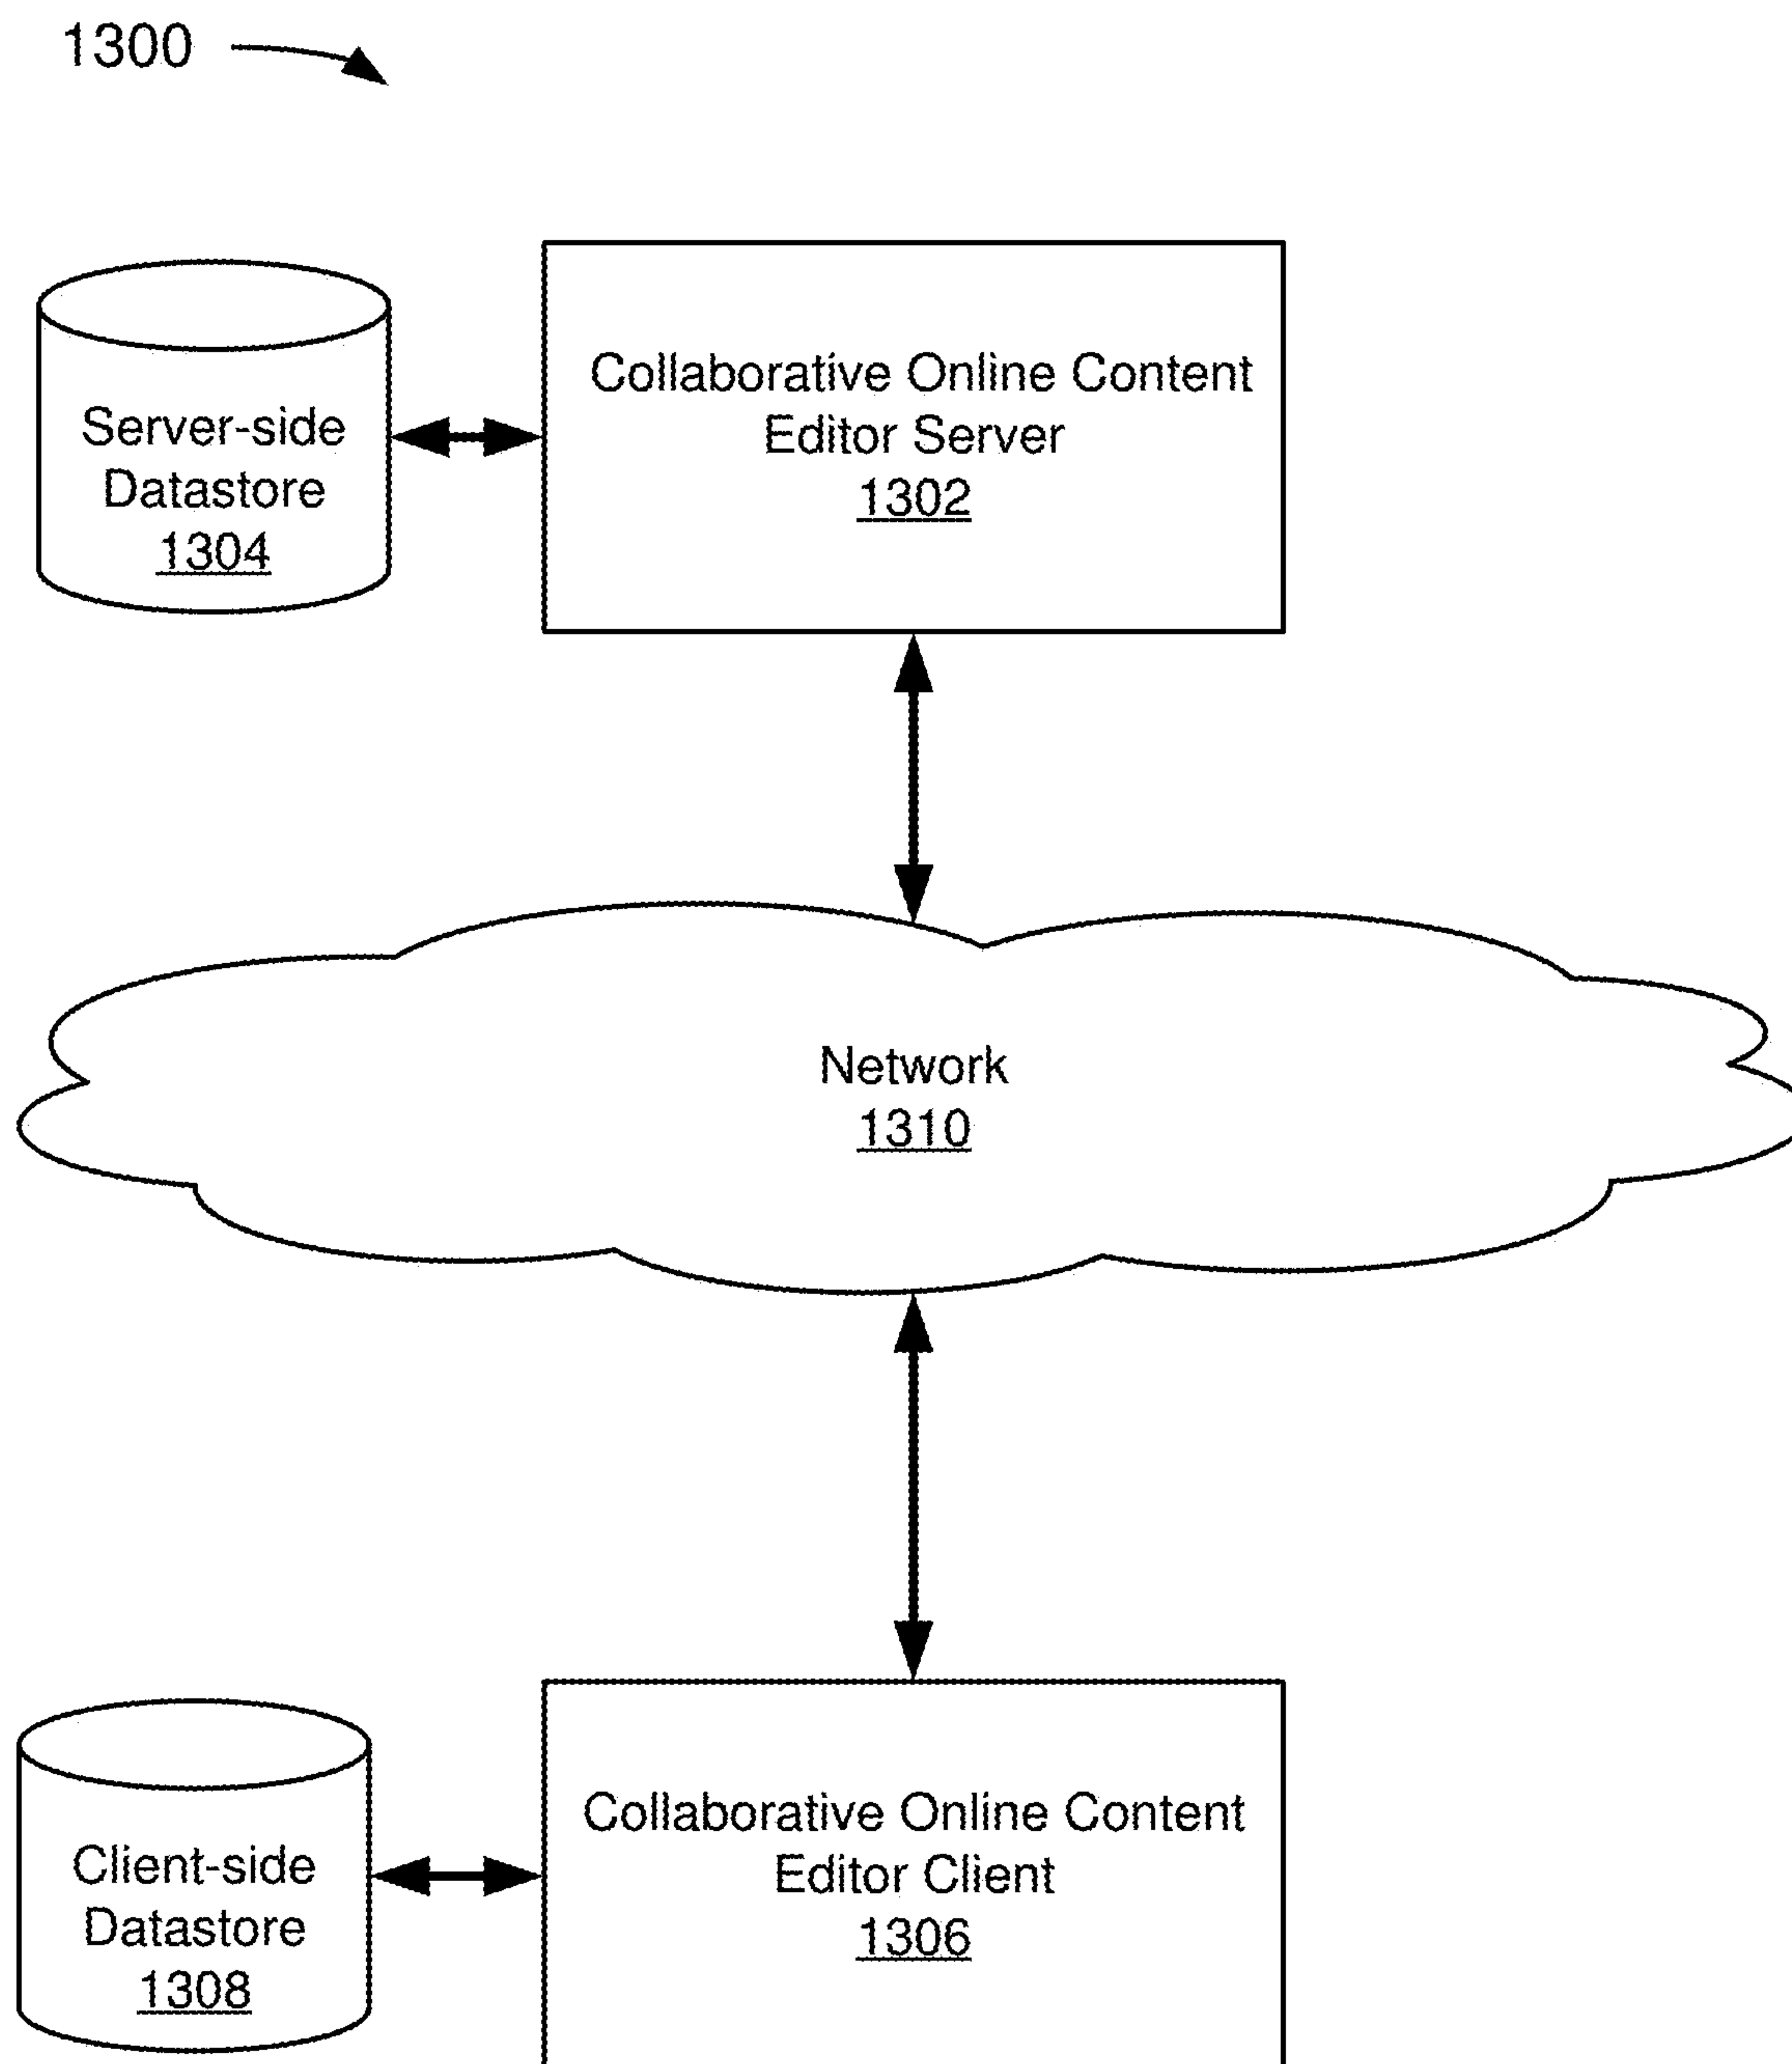 1300
Server-side
Datastore
1304
Collaborative Online Content
Editor Server
1302
Network
1310
Client-side
Datastore
1308
Collaborative Online Content
Editor Client
1306